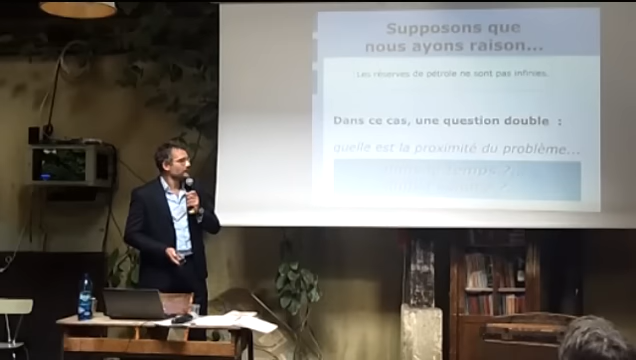 Supposons que
nous ayons raison...
Les réserves de pétrole ne sont pas infinies.
Dans ce cas, une question double :
quelle est la proximité du problème...